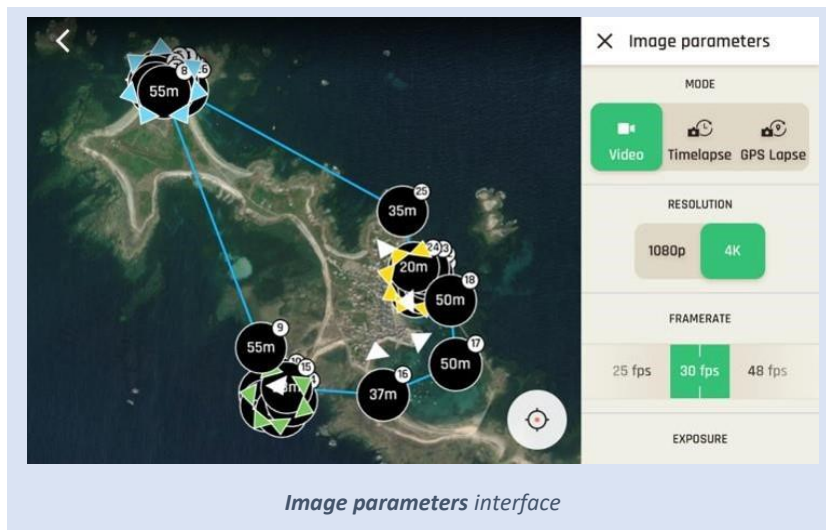 Image parameters
MODE
Video Timelapse GPS Lapse
RESOLUTION
1080p 4K
FRAMERATE
25 fps 30 fps 48 fps
EXPOSURE
8
55m
25
35m
20m
18
50m
9
55m
15
17
50m
16
37m
Image parameters interface